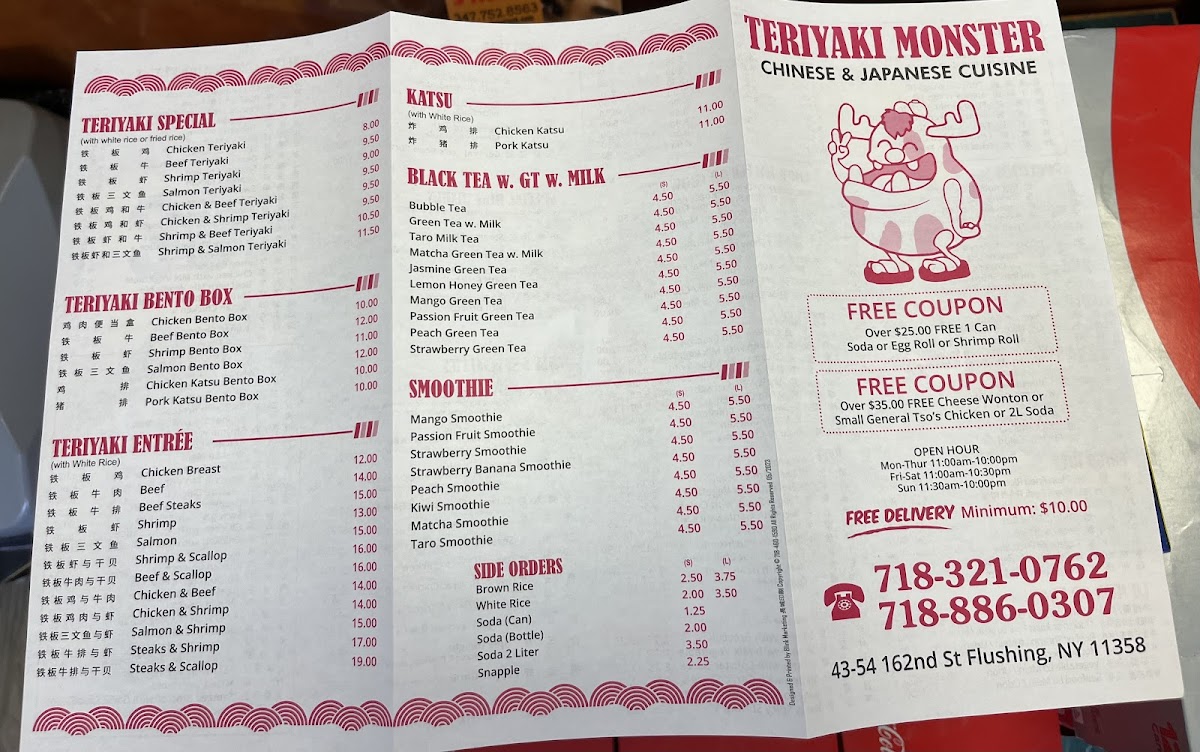 TERIYAKI SPECIAL
(with white rice or fried rice)
铁板鸡 Chicken Teriyaki 8.00
铁板牛 Beef Teriyaki 9.50
铁板虾 Shrimp Teriyaki 9.00
铁板三文鱼 Salmon Teriyaki 9.50
铁板鸡和牛 Chicken & Beef Teriyaki 9.50
铁板鸡和虾 Chicken & Shrimp Teriyaki 9.50
铁板虾和牛 Shrimp & Beef Teriyaki 10.50
铁板虾和三文鱼 Shrimp & Salmon Teriyaki 11.50
TERIYAKI BENTO BOX
鸡肉便当盒 Chicken Bento Box 10.00
铁板牛 Beef Bento Box 12.00
铁板虾 Shrimp Bento Box 11.00
铁板三文鱼 Salmon Bento Box 12.00
鸡排 Chicken Katsu Bento Box 10.00
猪排 Pork Katsu Bento Box 10.00
TERIYAKI ENTRÉE
(with White Rice)
铁板鸡 Chicken Breast 12.00
铁板牛肉 Beef 14.00
铁板牛排 Beef Steaks 15.00
铁板虾 Shrimp 13.00
铁板三文鱼 Salmon 15.00
铁板虾与干贝 Shrimp & Scallop 16.00
铁板牛肉与干贝 Beef & Scallop 16.00
铁板鸡与牛肉 Chicken & Beef 14.00
铁板鸡肉与虾 Chicken & Shrimp 14.00
铁板三文鱼与虾 Salmon & Shrimp 15.00
铁板牛排与虾 Steaks & Shrimp 17.00
铁板牛排与干贝 Steaks & Scallop 19.00
KATSU
(with White Rice)
炸鸡排 Chicken Katsu 11.00
炸猪排 Pork Katsu 11.00
BLACK TEA W. GT W. MILK
(S) (L)
Bubble Tea 4.50 5.50
Green Tea w. Milk 4.50 5.50
Taro Milk Tea 4.50 5.50
Matcha Green Tea w. Milk 4.50 5.50
Jasmine Green Tea 4.50 5.50
Lemon Honey Green Tea 4.50 5.50
Mango Green Tea 4.50 5.50
Passion Fruit Green Tea 4.50 5.50
Peach Green Tea 4.50 5.50
Strawberry Green Tea 4.50 5.50
SMOOTHIE
(S) (L)
Mango Smoothie 4.50 5.50
Passion Fruit Smoothie 4.50 5.50
Strawberry Smoothie 4.50 5.50
Strawberry Banana Smoothie 4.50 5.50
Peach Smoothie 4.50 5.50
Kiwi Smoothie 4.50 5.50
Matcha Smoothie 4.50 5.50
Taro Smoothie 4.50 5.50
SIDE ORDERS
(S) (L)
Brown Rice 2.50 3.75
White Rice 2.00 3.50
Soda (Can) 1.25
Soda (Bottle) 2.00
Soda 2 Liter 3.50
Snapple 2.25
TERIYAKI MONSTER
CHINESE & JAPANESE CUISINE
FREE COUPON
Over $25.00 FREE 1 Can
Soda or Egg Roll or Shrimp Roll
FREE COUPON
Over $35.00 FREE Cheese Wonton or
Small General Tso's Chicken or 2L Soda
OPEN HOUR
Mon-Thur 11:00am-10:00pm
Fri-Sat 11:00am-10:30pm
Sun 11:30am-10:00pm
FREE DELIVERY Minimum: $10.00
718-321-0762
718-886-0307
43-54 162nd St Flushing, NY 11358